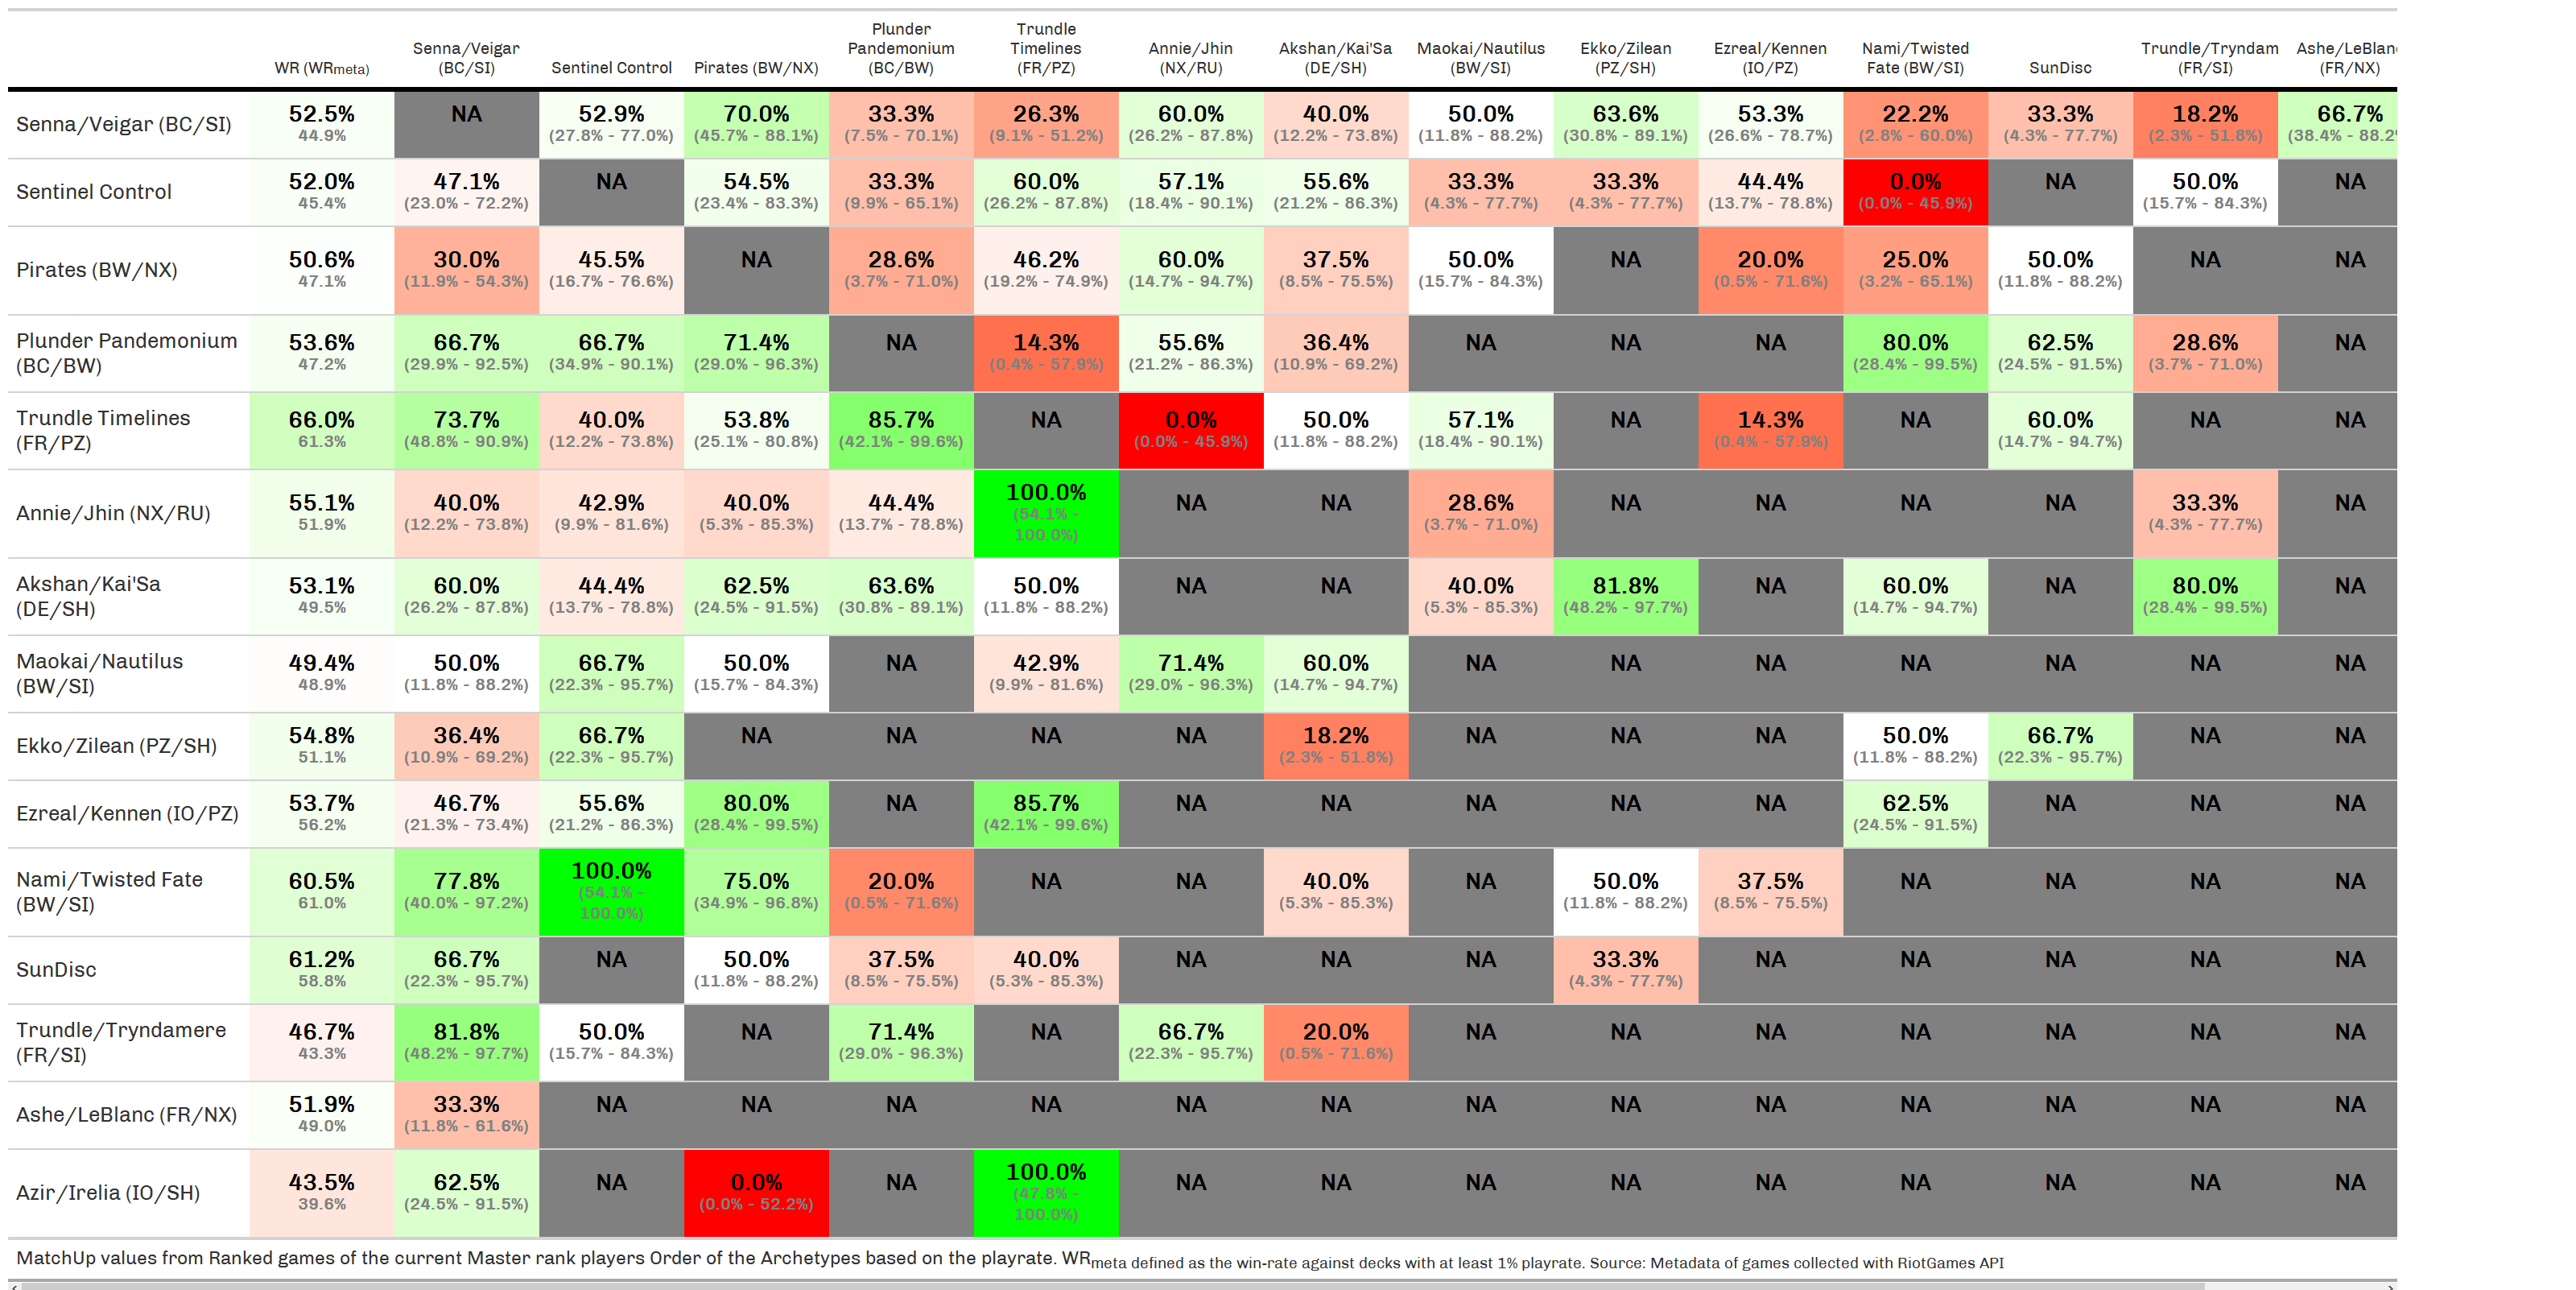 WR (WRmeta) Senna/Veigar (BC/SI) Sentinel Control Pirates (BW/NX) Plunder Pandemonium (BC/BW) Trundle Timelines (FR/PZ) Annie/Jhin (NX/RU) Akshan/Kai'Sa (DE/SH) Maokai/Nautilus (BW/SI) Ekko/Zilean (PZ/SH) Ezreal/Kennen (IO/PZ) Nami/Twisted Fate (BW/SI) SunDisc Trundle/Tryndam (FR/SI) Ashe/LeBlanc (FR/NX)
Senna/Veigar (BC/SI) 52.5% NA 52.9% 70.0% 33.3% 26.3% 60.0% 40.0% 50.0% 63.6% 53.3% 22.2% 33.3% 18.2% 66.7%
44.9% (27.8% - 77.0%) (45.7% - 88.1%) (7.5% - 70.1%) (9.1% - 51.2%) (26.2% - 87.8%) (12.2% - 73.8%) (11.8% - 88.2%) (30.8% - 89.1%) (26.6% - 78.7%) (2.8% - 60.0%) (4.3% - 77.7%) (2.3% - 51.8%) (38.4% - 88.2%
Sentinel Control 52.0% 47.1% NA 54.5% 33.3% 60.0% 57.1% 55.6% 33.3% 33.3% 44.4% 0.0% NA 50.0% NA
45.4% (23.0% - 72.2%) (23.4% - 83.3%) (9.9% - 65.1%) (26.2% - 87.8%) (18.4% - 90.1%) (21.2% - 86.3%) (4.3% - 77.7%) (4.3% - 77.7%) (13.7% - 78.8%) (0.0% - 45.9%) (15.7% - 84.3%)
Pirates (BW/NX) 50.6% 30.0% 45.5% NA 28.6% 46.2% 60.0% 37.5% 50.0% NA 20.0% 25.0% 50.0% NA NA
47.1% (11.9% - 54.3%) (16.7% - 76.6%) (3.7% - 71.0%) (19.2% - 74.9%) (14.7% - 94.7%) (8.5% - 75.5%) (15.7% - 84.3%) (0.5% - 71.6%) (3.2% - 65.1%) (11.8% - 88.2%)
Plunder Pandemonium (BC/BW) 53.6% 66.7% 66.7% 71.4% NA 14.3% 55.6% 36.4% NA NA NA 80.0% 62.5% 28.6% NA
47.2% (29.9% - 92.5%) (34.9% - 90.1%) (29.0% - 96.3%) (0.4% - 57.9%) (21.2% - 86.3%) (10.9% - 69.2%) (28.4% - 99.5%) (24.5% - 91.5%) (3.7% - 71.0%)
Trundle Timelines (FR/PZ) 66.0% 73.7% 40.0% 53.8% 85.7% NA 0.0% 50.0% 57.1% NA 14.3% NA 60.0% NA NA
61.3% (48.8% - 90.9%) (12.2% - 73.8%) (25.1% - 80.8%) (42.1% - 99.6%) (0.0% - 45.9%) (11.8% - 88.2%) (18.4% - 90.1%) (0.4% - 57.9%) (14.7% - 94.7%)
Annie/Jhin (NX/RU) 55.1% 40.0% 42.9% 40.0% 44.4% 100.0% NA NA 28.6% NA NA NA NA 33.3% NA
51.9% (12.2% - 73.8%) (9.9% - 81.6%) (5.3% - 85.3%) (13.7% - 78.8%) (54.1% - 100.0%) (3.7% - 71.0%) (4.3% - 77.7%)
Akshan/Kai'Sa (DE/SH) 53.1% 60.0% 44.4% 62.5% 63.6% 50.0% NA NA 40.0% 81.8% NA 60.0% NA 80.0% NA
49.5% (26.2% - 87.8%) (13.7% - 78.8%) (24.5% - 91.5%) (30.8% - 89.1%) (11.8% - 88.2%) (5.3% - 85.3%) (48.2% - 97.7%) (14.7% - 94.7%) (28.4% - 99.5%)
Maokai/Nautilus (BW/SI) 49.4% 50.0% 66.7% 50.0% NA 42.9% 71.4% 60.0% NA NA NA NA NA NA NA
48.9% (11.8% - 88.2%) (22.3% - 95.7%) (15.7% - 84.3%) (9.9% - 81.6%) (29.0% - 96.3%) (14.7% - 94.7%)
Ekko/Zilean (PZ/SH) 54.8% 36.4% 66.7% NA NA NA NA 18.2% NA NA NA 50.0% 66.7% NA NA
51.1% (10.9% - 69.2%) (22.3% - 95.7%) (2.3% - 51.8%) (11.8% - 88.2%) (22.3% - 95.7%)
Ezreal/Kennen (IO/PZ) 53.7% 46.7% 55.6% 80.0% NA 85.7% NA NA NA NA NA 62.5% NA NA NA
56.2% (21.3% - 73.4%) (21.2% - 86.3%) (28.4% - 99.5%) (42.1% - 99.6%) (24.5% - 91.5%)
Nami/Twisted Fate (BW/SI) 60.5% 77.8% 100.0% 75.0% 20.0% NA NA 40.0% NA 50.0% 37.5% NA NA NA NA
61.0% (40.0% - 97.2%) (54.1% - 100.0%) (34.9% - 96.8%) (0.5% - 71.6%) (5.3% - 85.3%) (11.8% - 88.2%) (8.5% - 75.5%)
SunDisc 61.2% 66.7% NA 50.0% 37.5% 40.0% NA NA NA 33.3% NA NA NA NA NA
58.8% (22.3% - 95.7%) (11.8% - 88.2%) (8.5% - 75.5%) (5.3% - 85.3%) (4.3% - 77.7%)
Trundle/Tryndamere (FR/SI) 46.7% 81.8% 50.0% NA 71.4% NA 66.7% 20.0% NA NA NA NA NA NA NA
43.3% (48.2% - 97.7%) (15.7% - 84.3%) (29.0% - 96.3%) (22.3% - 95.7%) (0.5% - 71.6%)
Ashe/LeBlanc (FR/NX) 51.9% 33.3% NA NA NA NA NA NA NA NA NA NA NA NA NA
49.0% (11.8% - 61.6%)
Azir/Irelia (IO/SH) 43.5% 62.5% NA 0.0% NA 100.0% NA NA NA NA NA NA NA NA NA
39.6% (24.5% - 91.5%) (0.0% - 52.2%) (47.8% - 100.0%)
MatchUp values from Ranked games of the current Master rank players Order of the Archetypes based on the playrate. WRmeta defined as the win-rate against decks with at least 1% playrate. Source: Metadata of games collected with RiotGames API